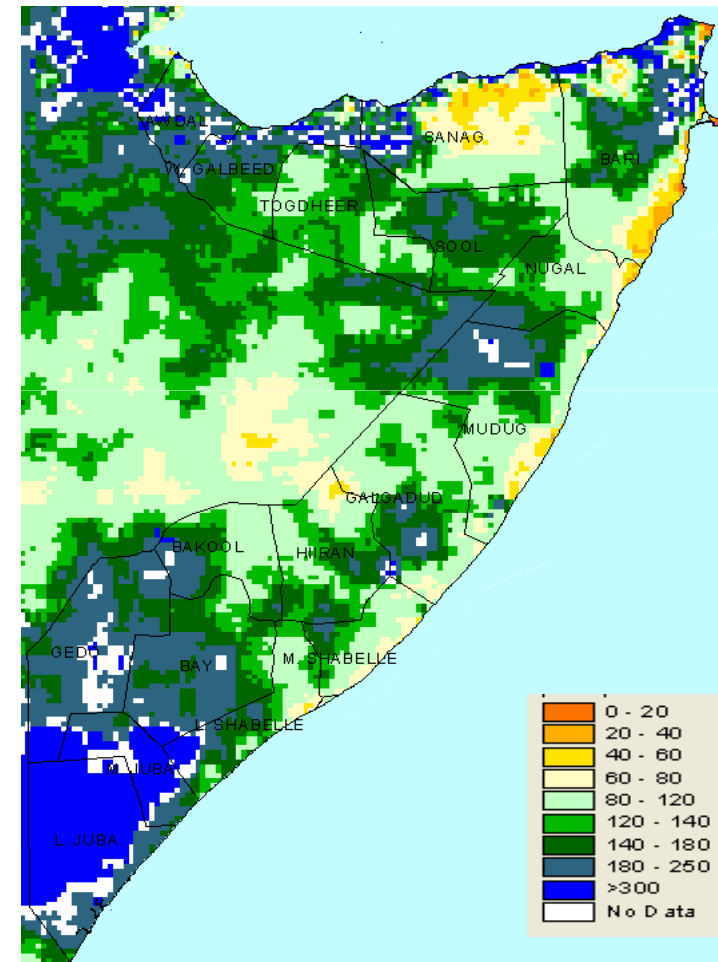 AWDAL
SANAG
BARI
W. GALBEED
TOGDHEER
SOOL
NUGAL
MUDUG
GALGADUD
BAKOOL
HIIRAN
GEDO
BAY
M. SHABELLE
L. SHABELLE
M. JUBA
L. JUBA
0 - 20
20 - 40
40 - 60
60 - 80
80 - 120
120 - 140
140 - 180
180 - 250
>300
No Data